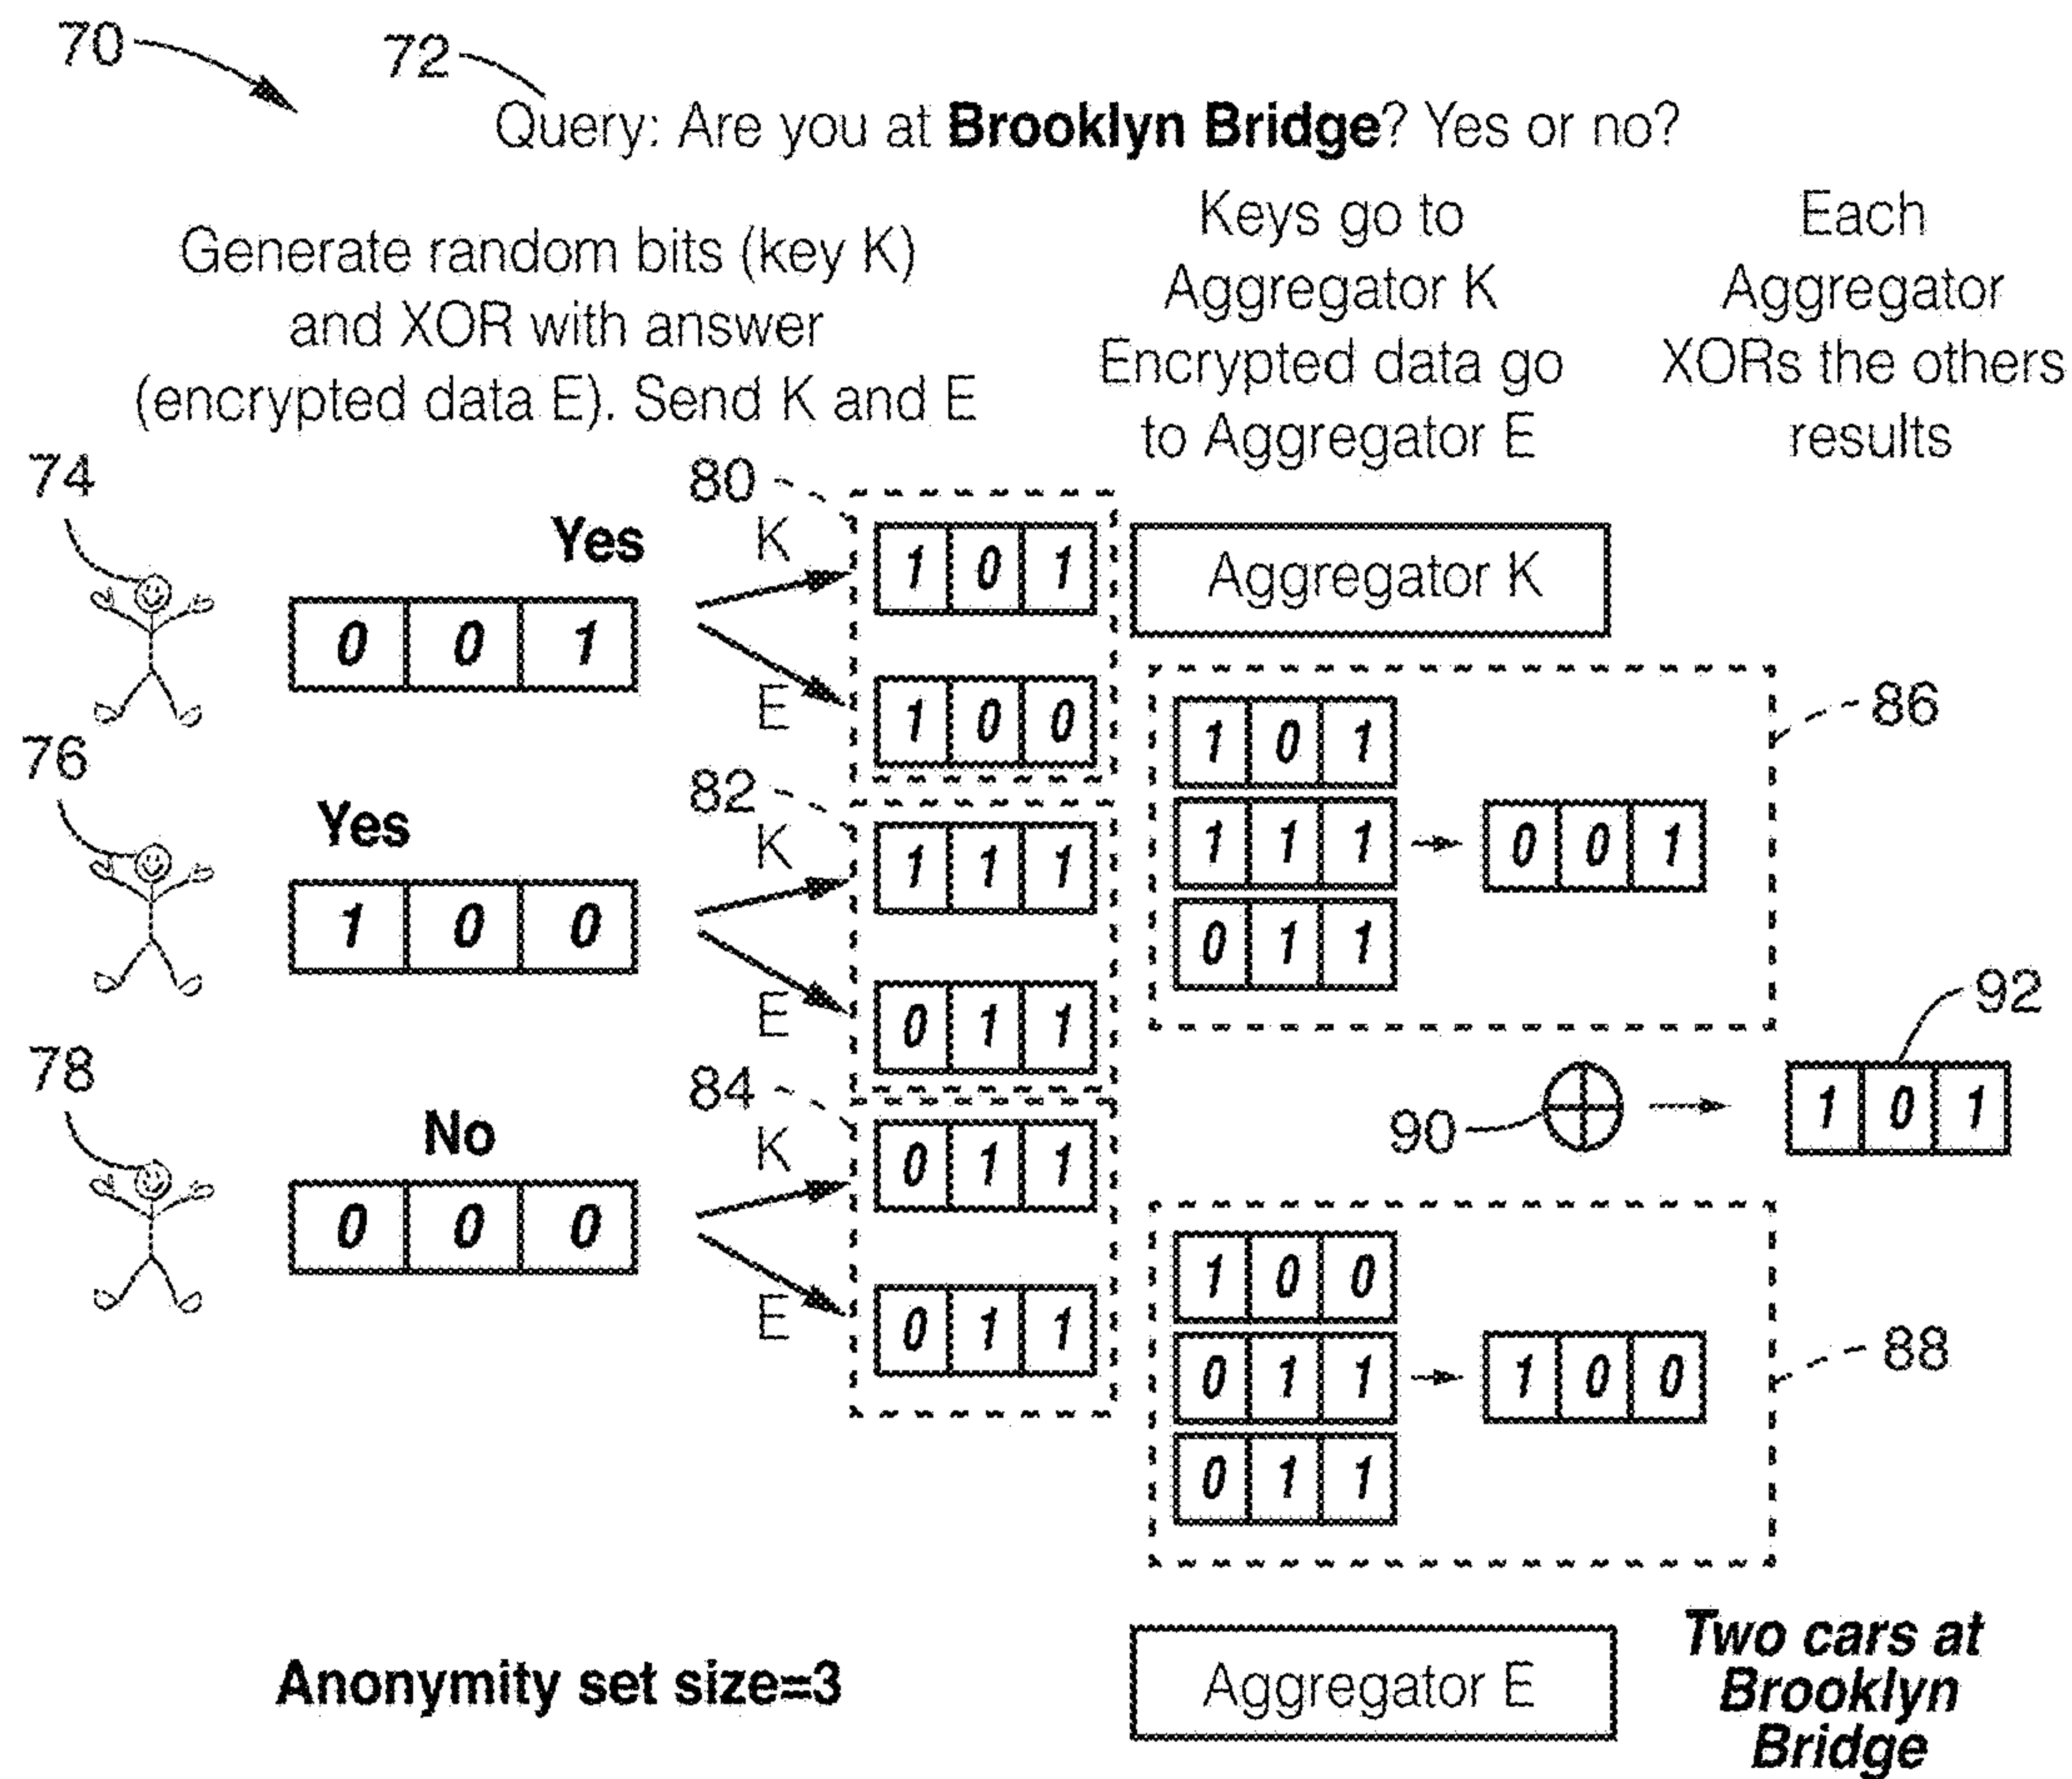 70
72
Query: Are you at Brooklyn Bridge? Yes or no?
Generate random bits (key K)
and XOR with answer
(encrypted data E). Send K and E
Keys go to
Aggregator K
Encrypted data go
to Aggregator E
Each
Aggregator
XORs the others
results
74
Yes
0 0 1
80
K
1 0 1
E
1 0 0
76
Yes
1 0 0
82
K
1 1 1
E
0 1 1
78
No
0 0 0
84
K
0 1 1
E
0 1 1
Aggregator K
86
1 0 1
1 1 1
0 1 1
0 0 1
90
92
1 0 1
88
1 0 0
0 1 1
0 1 1
1 0 0
Aggregator E
Anonymity set size=3
Two cars at
Brooklyn
Bridge